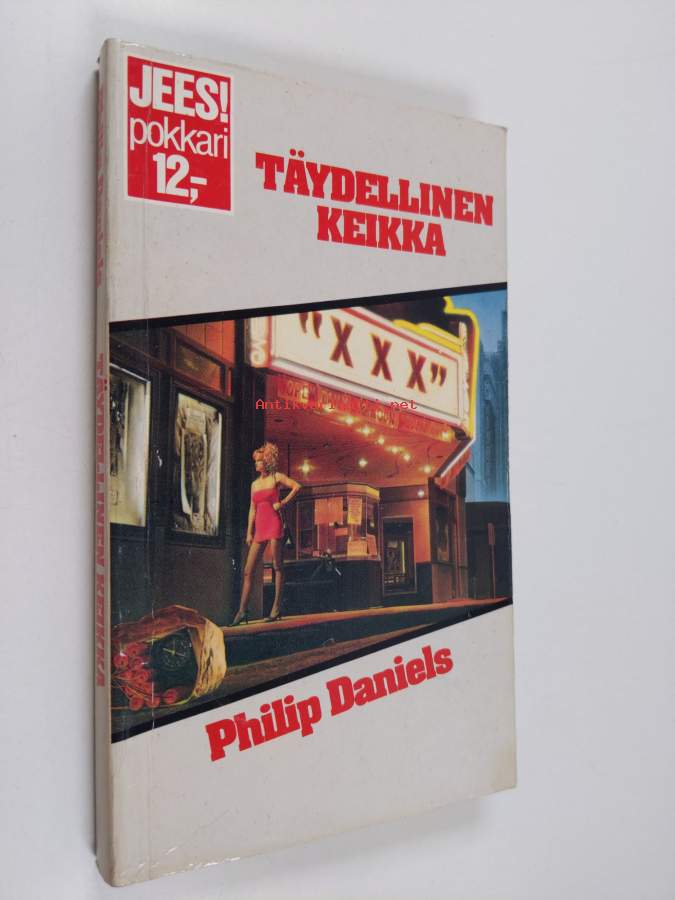 JEES!
pokkari
12,-
TÄYDELLINEN
KEIKKA
"XXX"
Antikvariaatti.net
Philip Daniels
TÄYDELLINEN KEIKKA